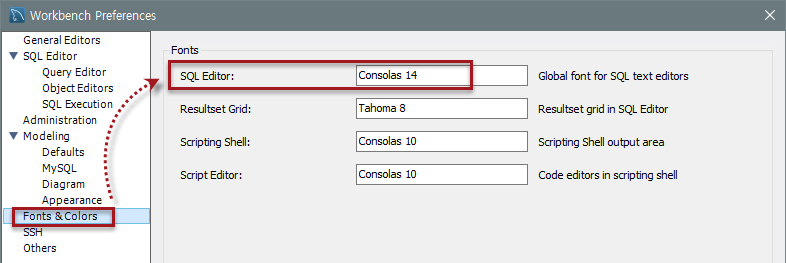 Workbench Preferences
General Editors
SQL Editor
Query Editor
Object Editors
SQL Execution
Administration
Modeling
Defaults
MySQL
Diagram
Appearance
Fonts & Colors
SSH
Others
Fonts
SQL Editor: Consolas 14 Global font for SQL text editors
Resultset Grid: Tahoma 8 Resultset grid in SQL Editor
Scripting Shell: Consolas 10 Scripting Shell output area
Script Editor: Consolas 10 Code editors in scripting shell